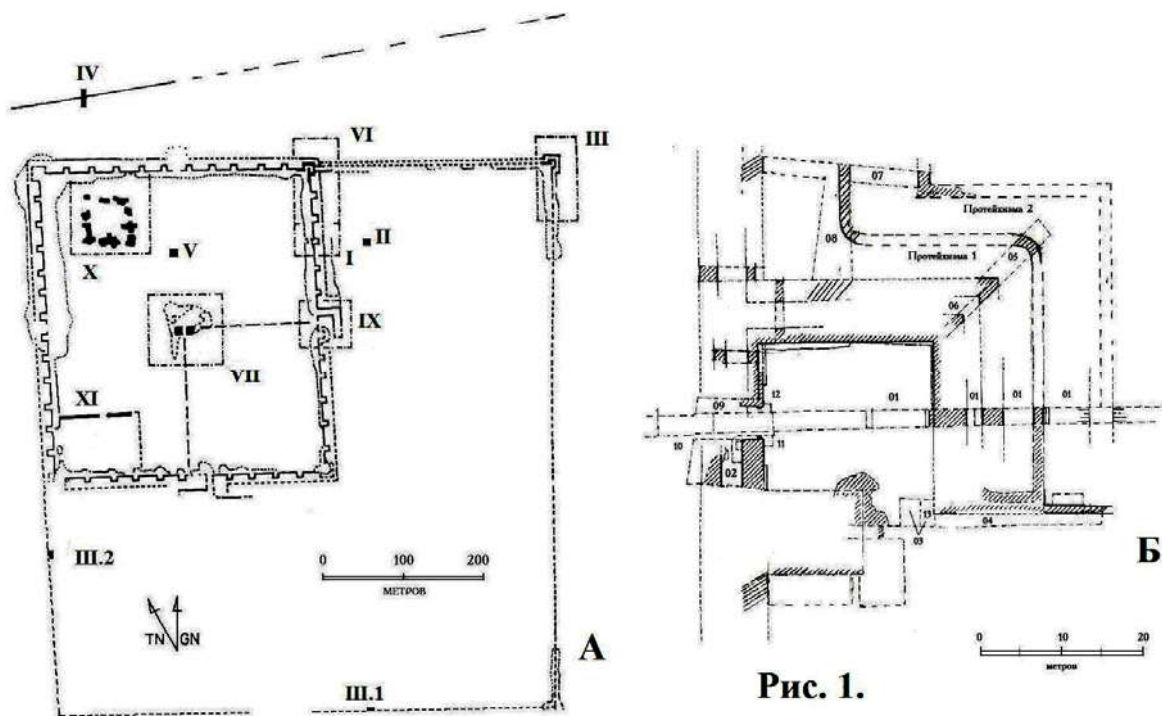 IV
VI
III
X
V
I
II
IX
VII
XI
III.2
0 100 200
МЕТРОВ
TN GN
III.1
А
07
Протейхизма 2
08
Протейхизма 1
05
06
09
12
01
01
01
01
10
11
02
13
03
04
Б
0 10 20
метров
Рис. 1.